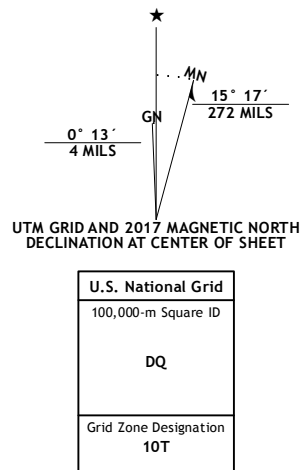 ★
MN
GN
15° 17´
272 MILS
0° 13´
4 MILS
UTM GRID AND 2017 MAGNETIC NORTH
DECLINATION AT CENTER OF SHEET
U.S. National Grid
100,000-m Square ID
DQ
Grid Zone Designation
10T